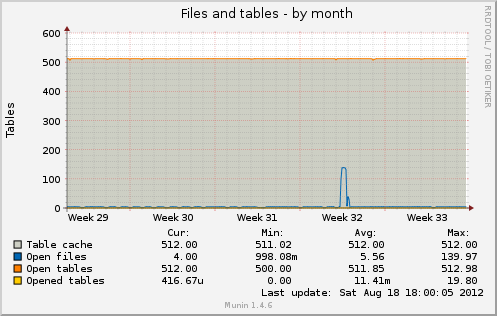 Files and tables - by month
RRDTOOL / TOBI OETIKER
Tables
600
500
400
300
200
100
0
Week 29 Week 30 Week 31 Week 32 Week 33
Cur: Min: Avg: Max:
Table cache 512.00 511.02 512.00 512.00
Open files 4.00 998.08m 5.56 139.97
Open tables 512.00 500.00 511.85 512.98
Opened tables 416.67u 0.00 11.41m 19.80
Last update: Sat Aug 18 18:00:05 2012
Munin 1.4.6